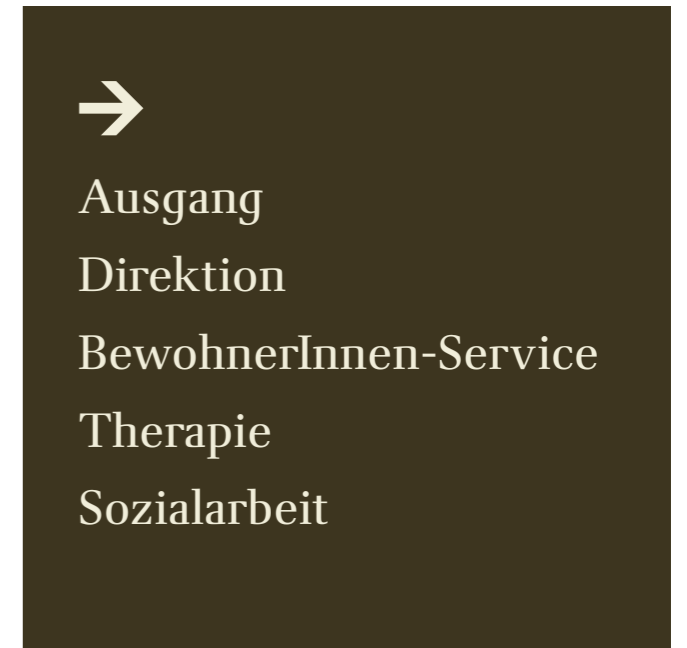 →
Ausgang
Direktion
BewohnerInnen-Service
Therapie
Sozialarbeit